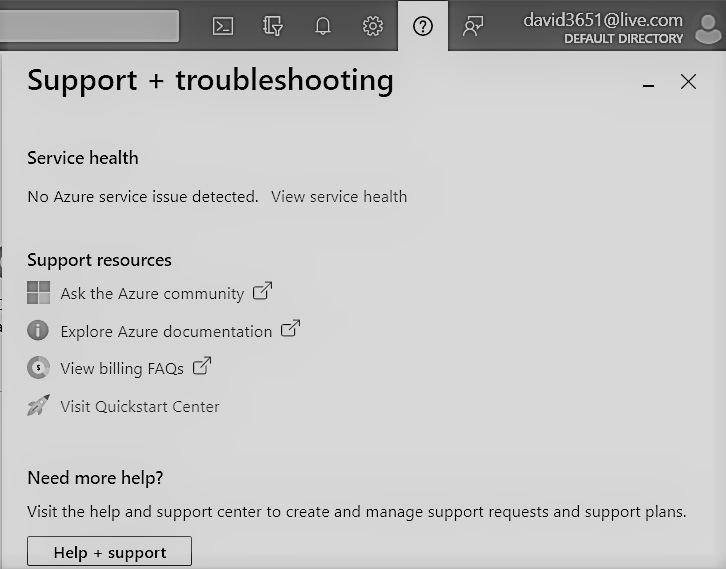 david3651@live.com
DEFAULT DIRECTORY
Support + troubleshooting
Service health
No Azure service issue detected. View service health
Support resources
Ask the Azure community
Explore Azure documentation
View billing FAQs
Visit Quickstart Center
Need more help?
Visit the help and support center to create and manage support requests and support plans.
Help + support